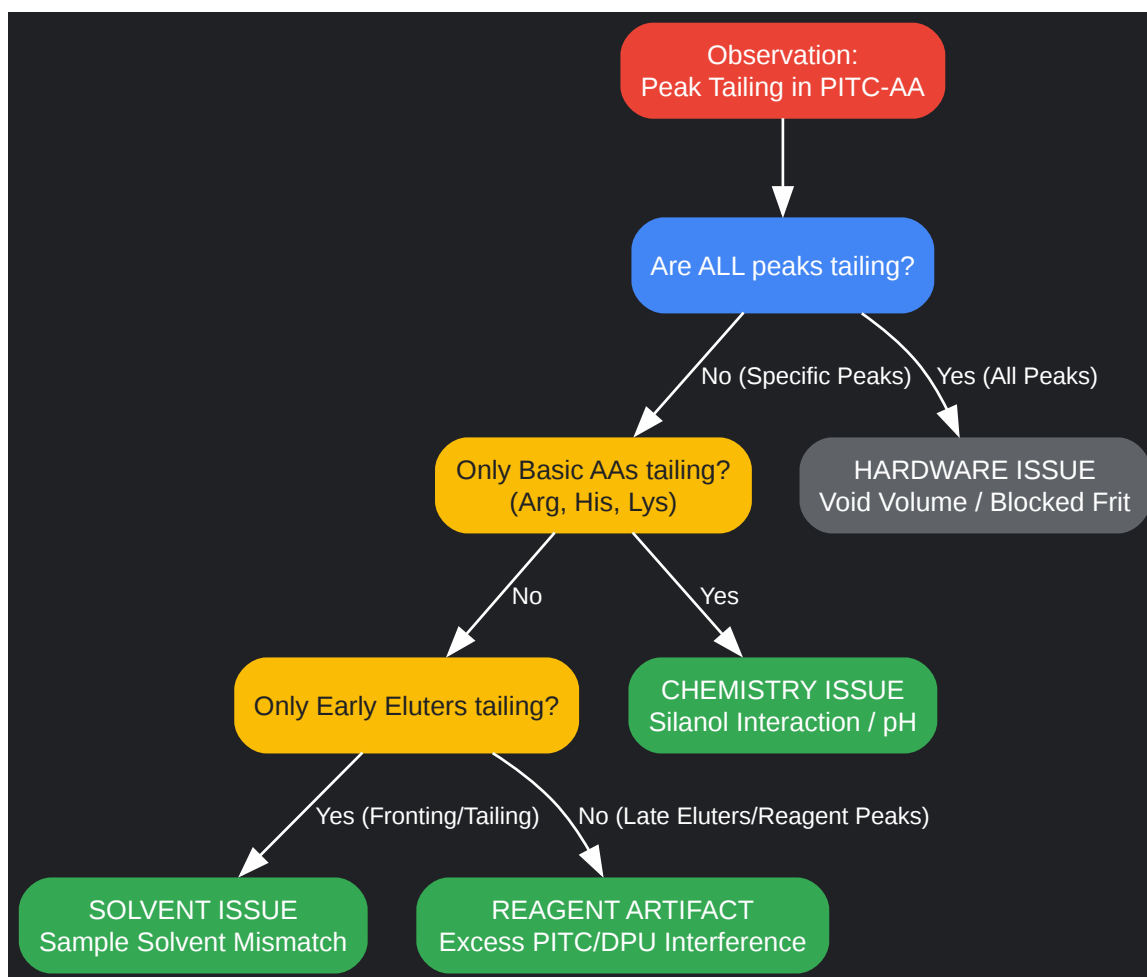 Observation:
Peak Tailing in PITC-AA
Are ALL peaks tailing?
No (Specific Peaks)
Yes (All Peaks)
Only Basic AAs tailing?
(Arg, His, Lys)
HARDWARE ISSUE
Void Volume / Blocked Frit
No
Yes
Only Early Eluters tailing?
CHEMISTRY ISSUE
Silanol Interaction / pH
Yes (Fronting/Tailing)
No (Late Eluters/Reagent Peaks)
SOLVENT ISSUE
Sample Solvent Mismatch
REAGENT ARTIFACT
Excess PITC/DPU Interference